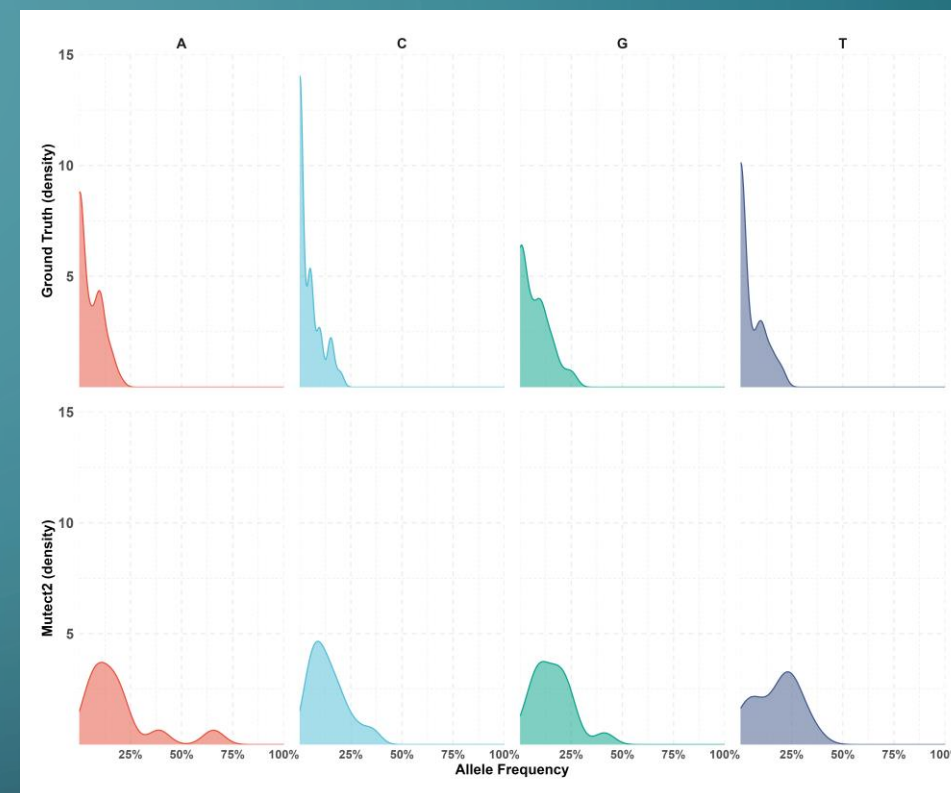 A C G T
15
10
5
Ground Truth (density)
15
10
5
Mutect2 (density)
25% 50% 75% 100% 25% 50% 75% 100% 25% 50% 75% 100% 25% 50% 75% 100%
Allele Frequency